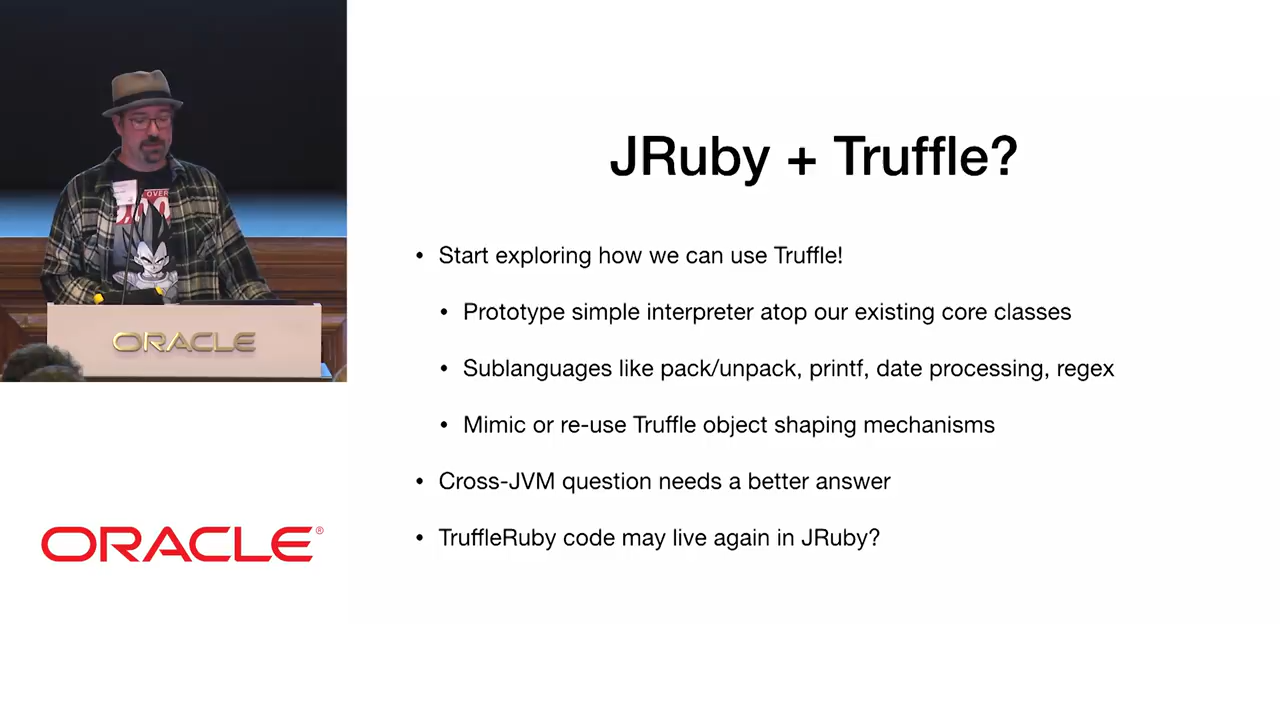 JRuby + Truffle?
• Start exploring how we can use Truffle!
• Prototype simple interpreter atop our existing core classes
• Sublanguages like pack/unpack, printf, date processing, regex
• Mimic or re-use Truffle object shaping mechanisms
• Cross-JVM question needs a better answer
• TruffleRuby code may live again in JRuby?
OVER
ORACLE
ORACLE®